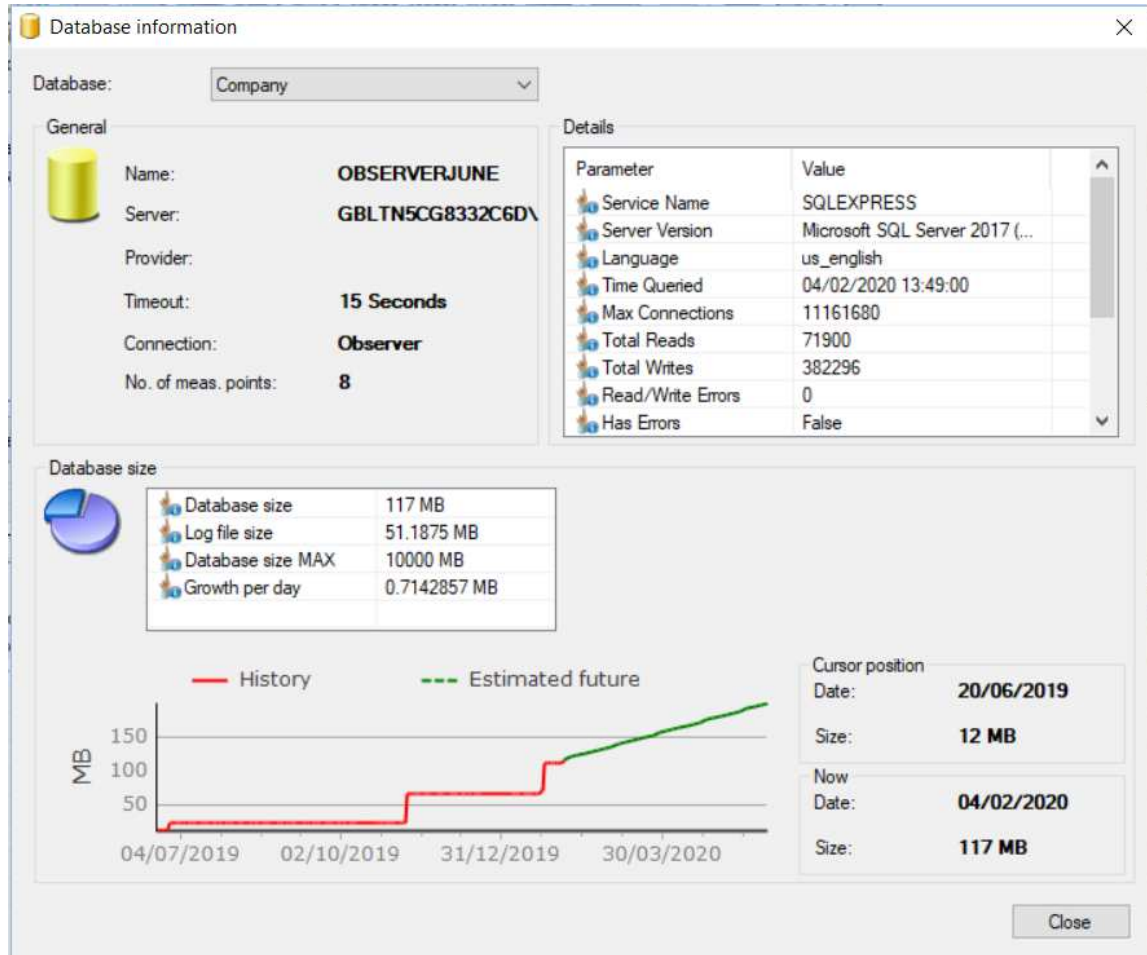 Database information
Database: Company
General
Name: OBSERVERJUNE
Server: GBLTN5CG8332C6D\
Provider:
Timeout: 15 Seconds
Connection: Observer
No. of meas. points: 8
Details
Parameter Value
Service Name SQLEXPRESS
Server Version Microsoft SQL Server 2017 (...
Language us_english
Time Queried 04/02/2020 13:49:00
Max Connections 11161680
Total Reads 71900
Total Writes 382296
Read/Write Errors 0
Has Errors False
Database size
Database size 117 MB
Log file size 51.1875 MB
Database size MAX 10000 MB
Growth per day 0.7142857 MB
History Estimated future
MB
150
100
50
04/07/2019 02/10/2019 31/12/2019 30/03/2020
Cursor position
Date: 20/06/2019
Size: 12 MB
Now
Date: 04/02/2020
Size: 117 MB
Close